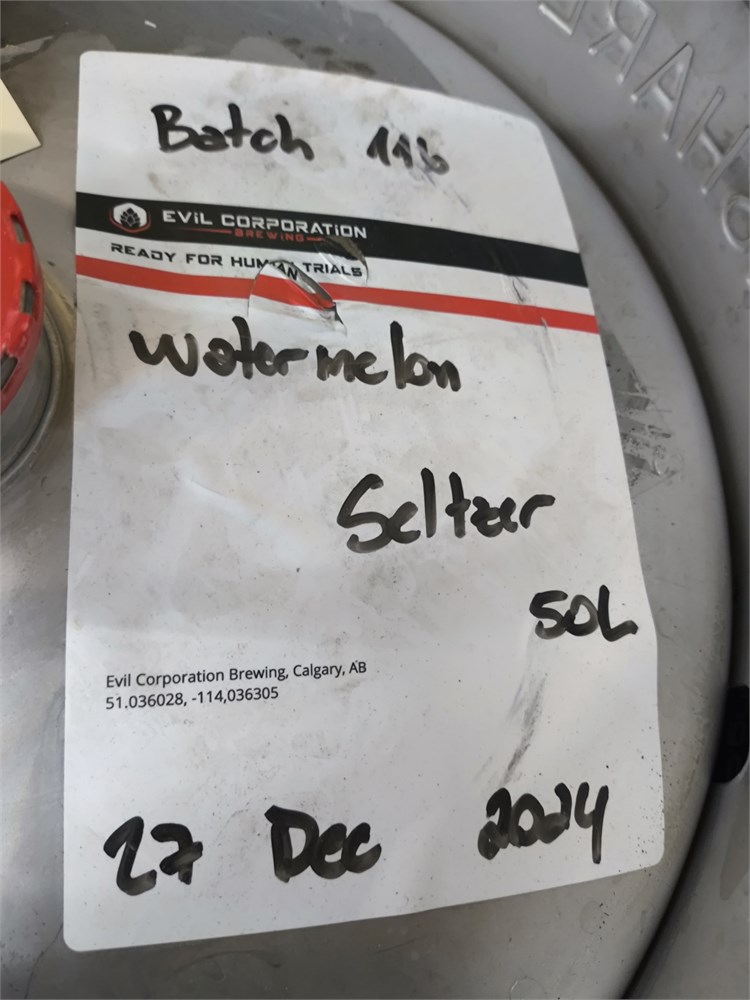 Batch 116
EViL CORPORATiON
BREWiNG
READY FOR HUMAN TRIALS
Watermelon
Seltzer
50L
Evil Corporation Brewing, Calgary, AB
51.036028, -114,036305
27 Dec 2024